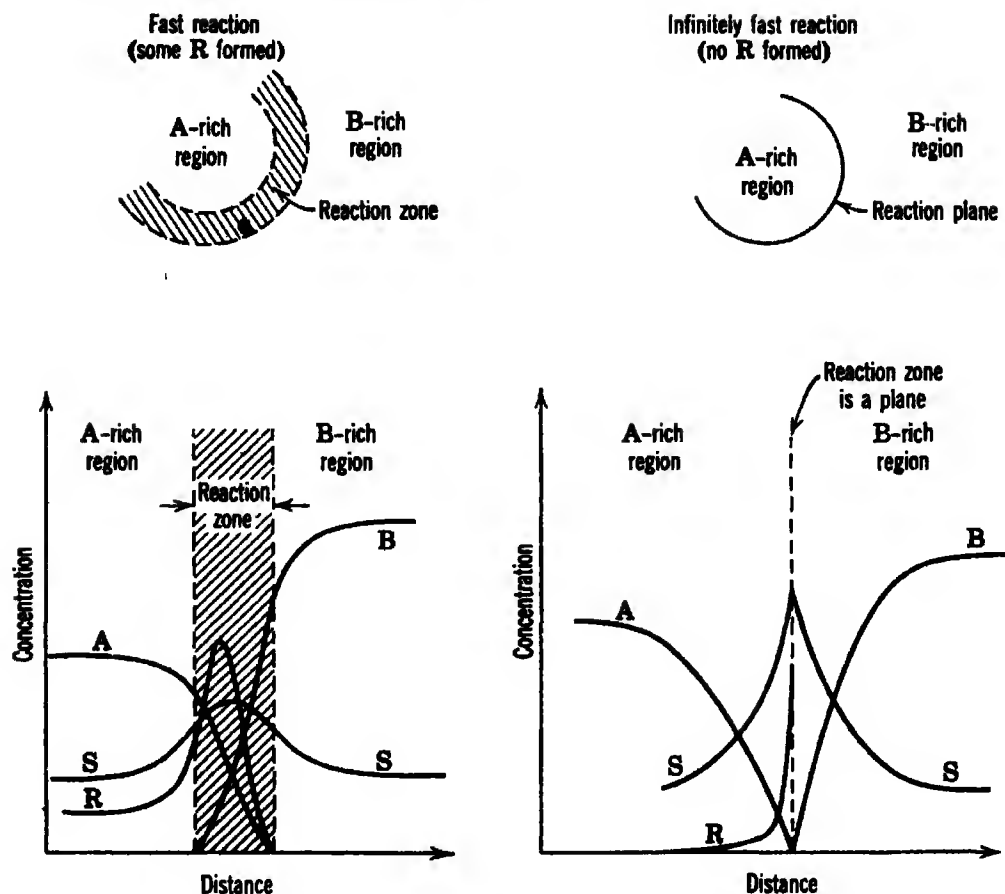 Fast reaction
(some R formed)
A-rich
region
B-rich
region
Reaction zone
Infinitely fast reaction
(no R formed)
A-rich
region
B-rich
region
Reaction plane
A-rich
region
B-rich
region
Reaction
zone
B
A
S
S
R
Concentration
Distance
Reaction zone
is a plane
A-rich
region
B-rich
region
B
A
S
S
R
Concentration
Distance